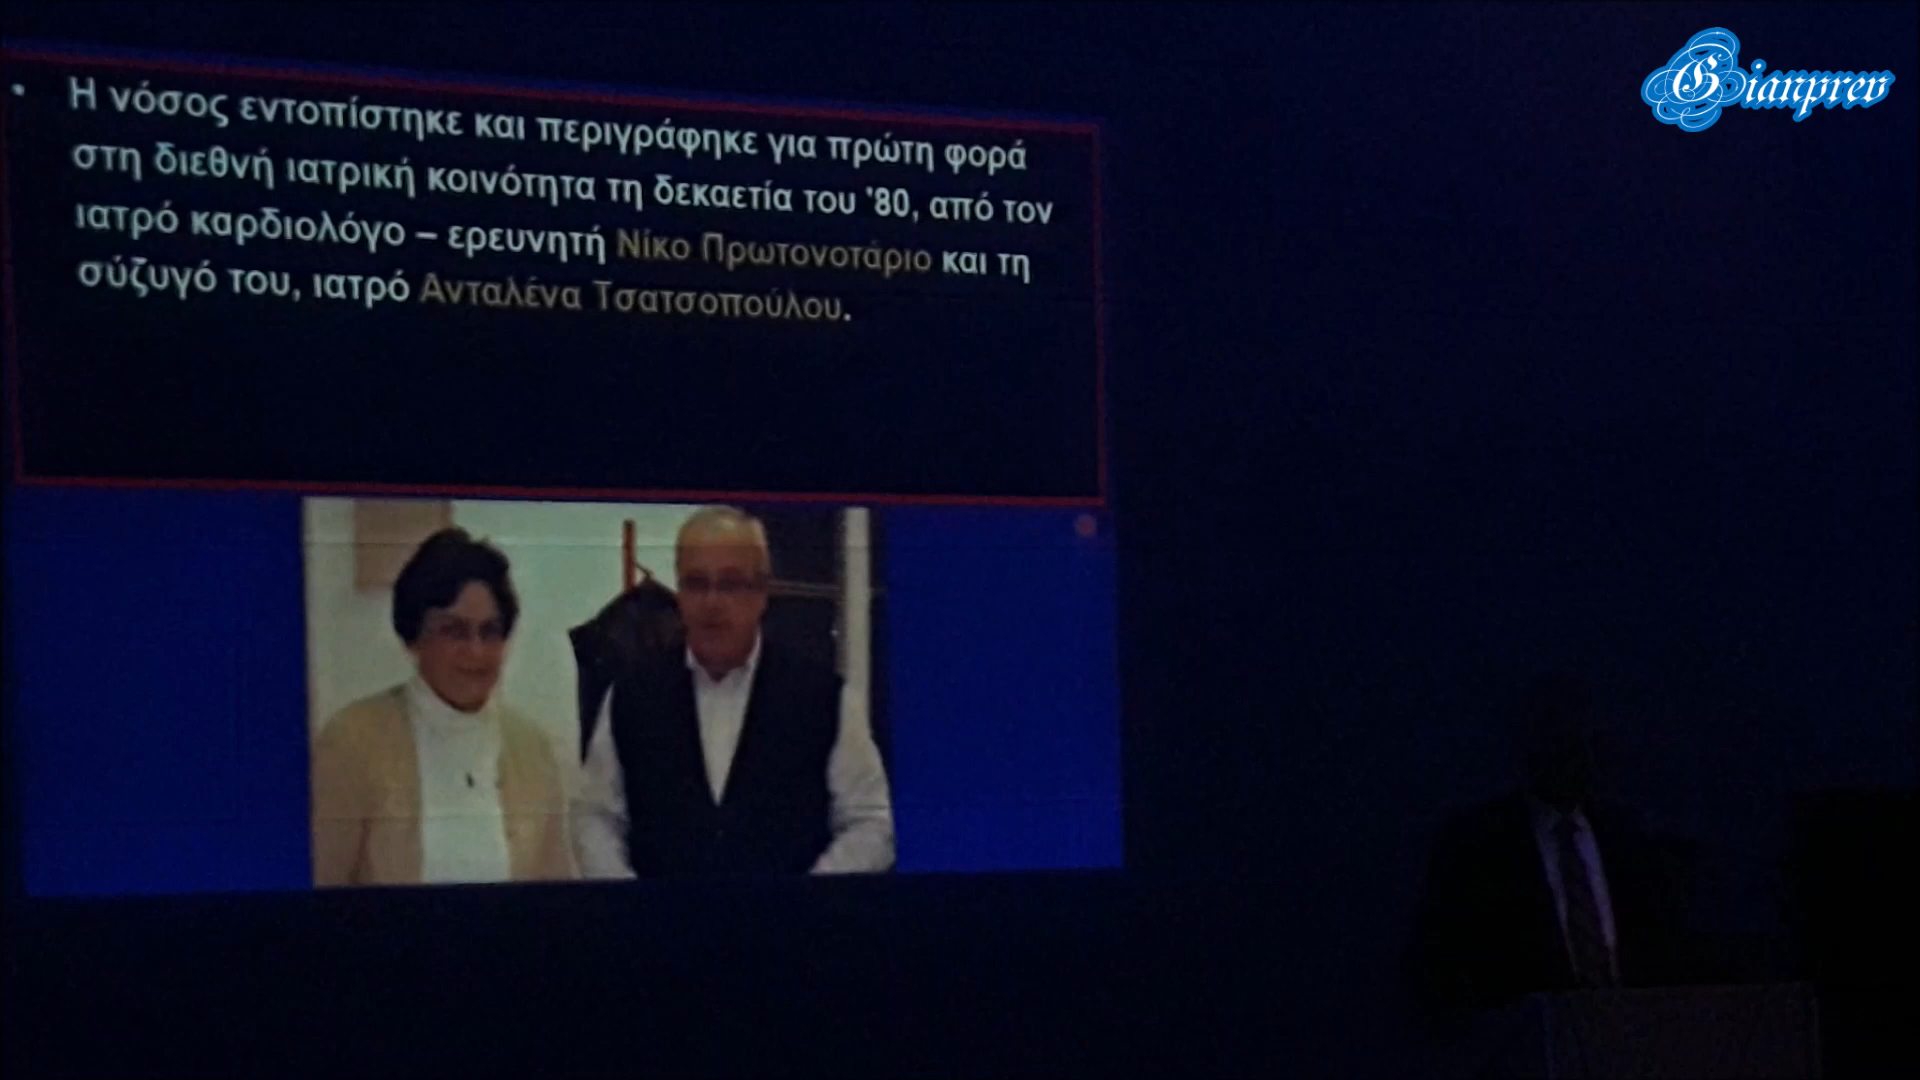 Gianprev
• Η νόσος εντοπίστηκε και περιγράφηκε για πρώτη φορά
στη διεθνή ιατρική κοινότητα τη δεκαετία του '80, από τον
ιατρό καρδιολόγο – ερευνητή Νίκο Πρωτονοτάριο και τη
σύζυγό του, ιατρό Ανταλένα Τσατσοπούλου.